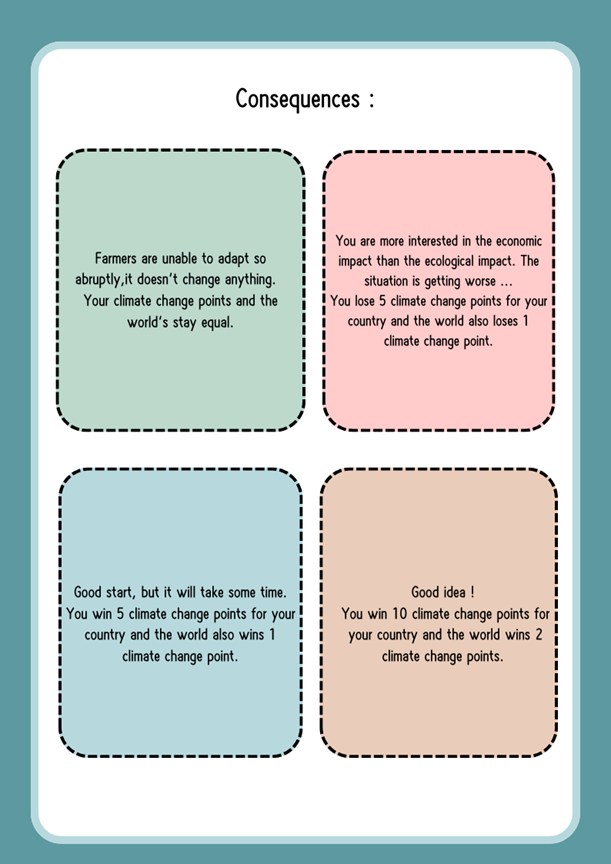 Consequences :
Farmers are unable to adapt so
abruptly,it doesn't change anything.
Your climate change points and the
world's stay equal.
You are more interested in the economic
impact than the ecological impact. The
situation is getting worse ...
You lose 5 climate change points for your
country and the world also loses 1
climate change point.
Good start, but it will take some time.
You win 5 climate change points for your
country and the world also wins 1
climate change point.
Good idea !
You win 10 climate change points for
your country and the world wins 2
climate change points.